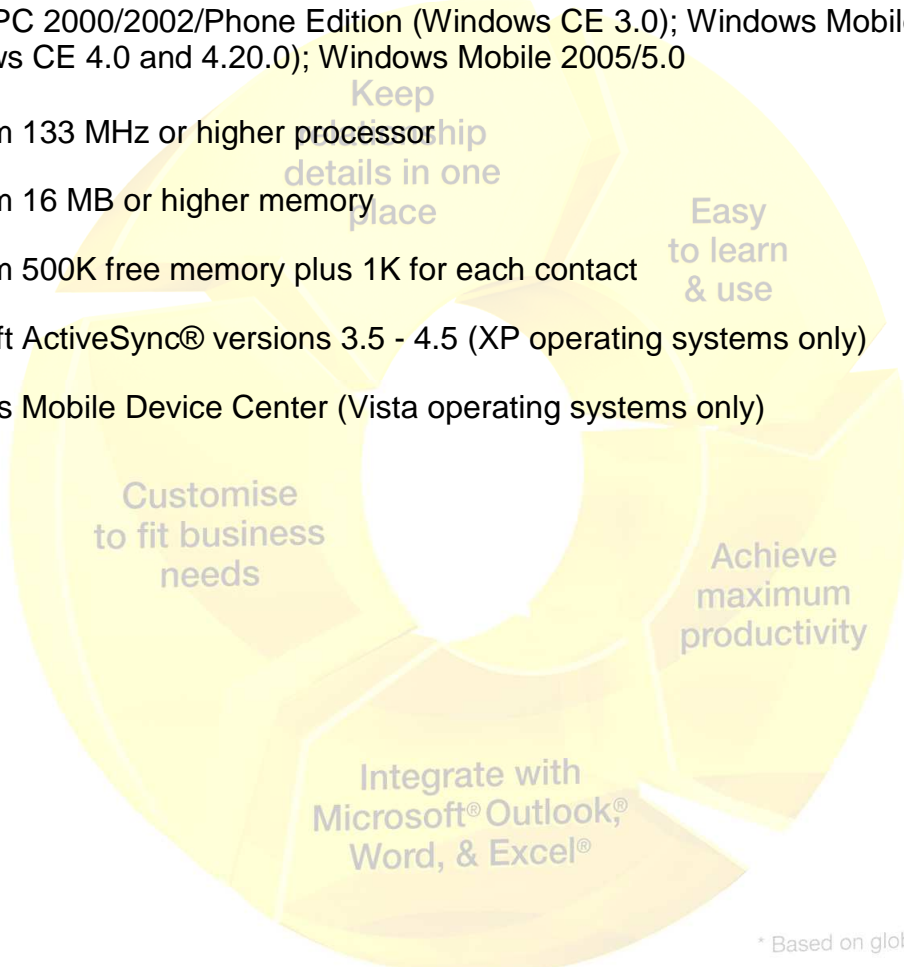 PC 2000/2002/Phone Edition (Windows CE 3.0); Windows Mobile
ws CE 4.0 and 4.20.0); Windows Mobile 2005/5.0
Keep
m 133 MHz or higher processor
relationship
details in one
m 16 MB or higher memory
place
Easy
to learn
& use
m 500K free memory plus 1K for each contact
ft ActiveSync® versions 3.5 - 4.5 (XP operating systems only)
s Mobile Device Center (Vista operating systems only)
Customise
to fit business
needs
Achieve
maximum
productivity
Integrate with
Microsoft® Outlook,®
Word, & Excel®
* Based on glob